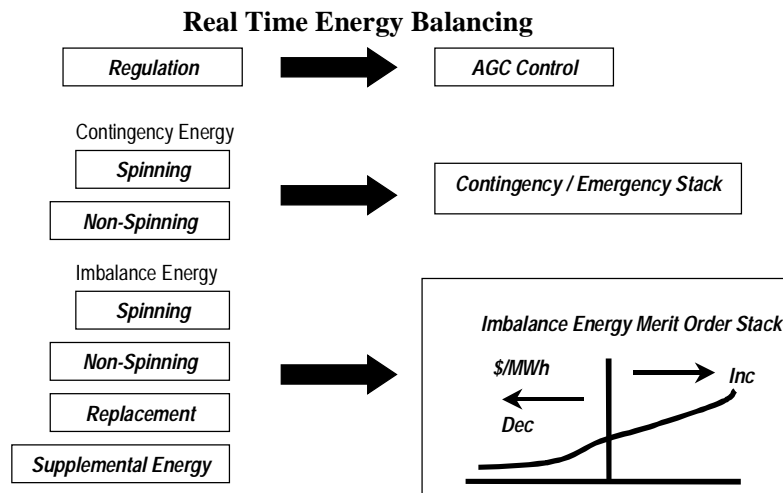 Real Time Energy Balancing
Regulation
AGC Control
Contingency Energy
Spinning
Non-Spinning
Contingency / Emergency Stack
Imbalance Energy
Spinning
Non-Spinning
Replacement
Supplemental Energy
Imbalance Energy Merit Order Stack
$/MWh
Inc
Dec